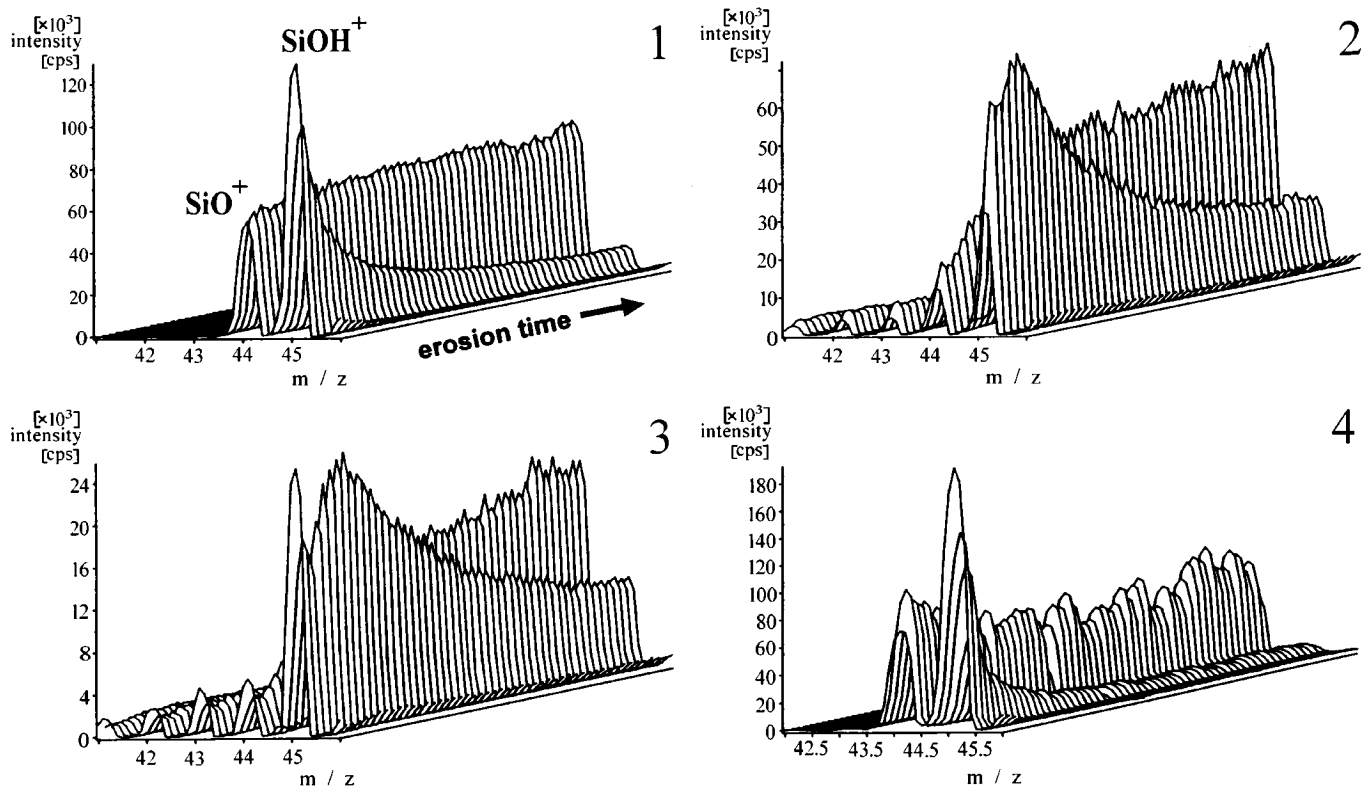 [×10³]
intensity
[cps]
SiOH⁺
1
120
100
80
SiO⁺
60
40
20
0
erosion time
42 43 44 45
m / z
[×10³]
intensity
[cps]
2
60
50
40
30
20
10
0
42 43 44 45
m / z
[×10³]
intensity
[cps]
3
24
20
16
12
8
4
0
42 43 44 45
m / z
[×10³]
intensity
[cps]
4
180
160
140
120
100
80
60
40
20
0
42.5 43.5 44.5 45.5
m / z